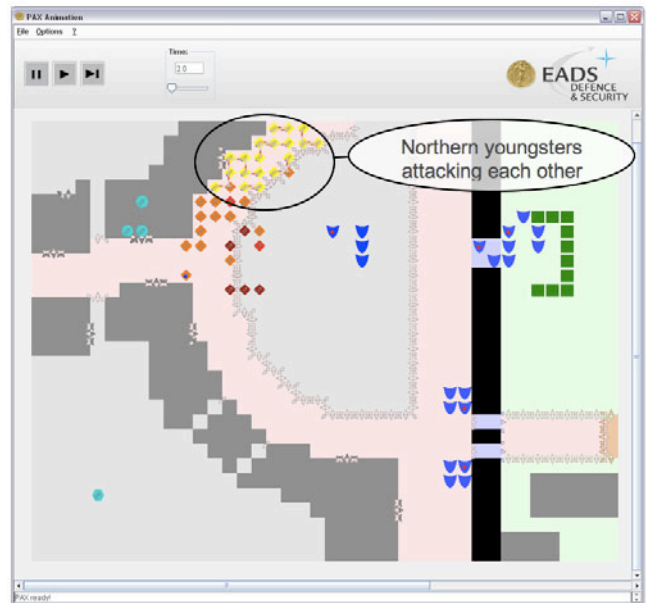 PAX Animation
File Options ?
Time:
2.0
EADS
DEFENCE
& SECURITY
Northern youngsters
attacking each other
PAX ready!